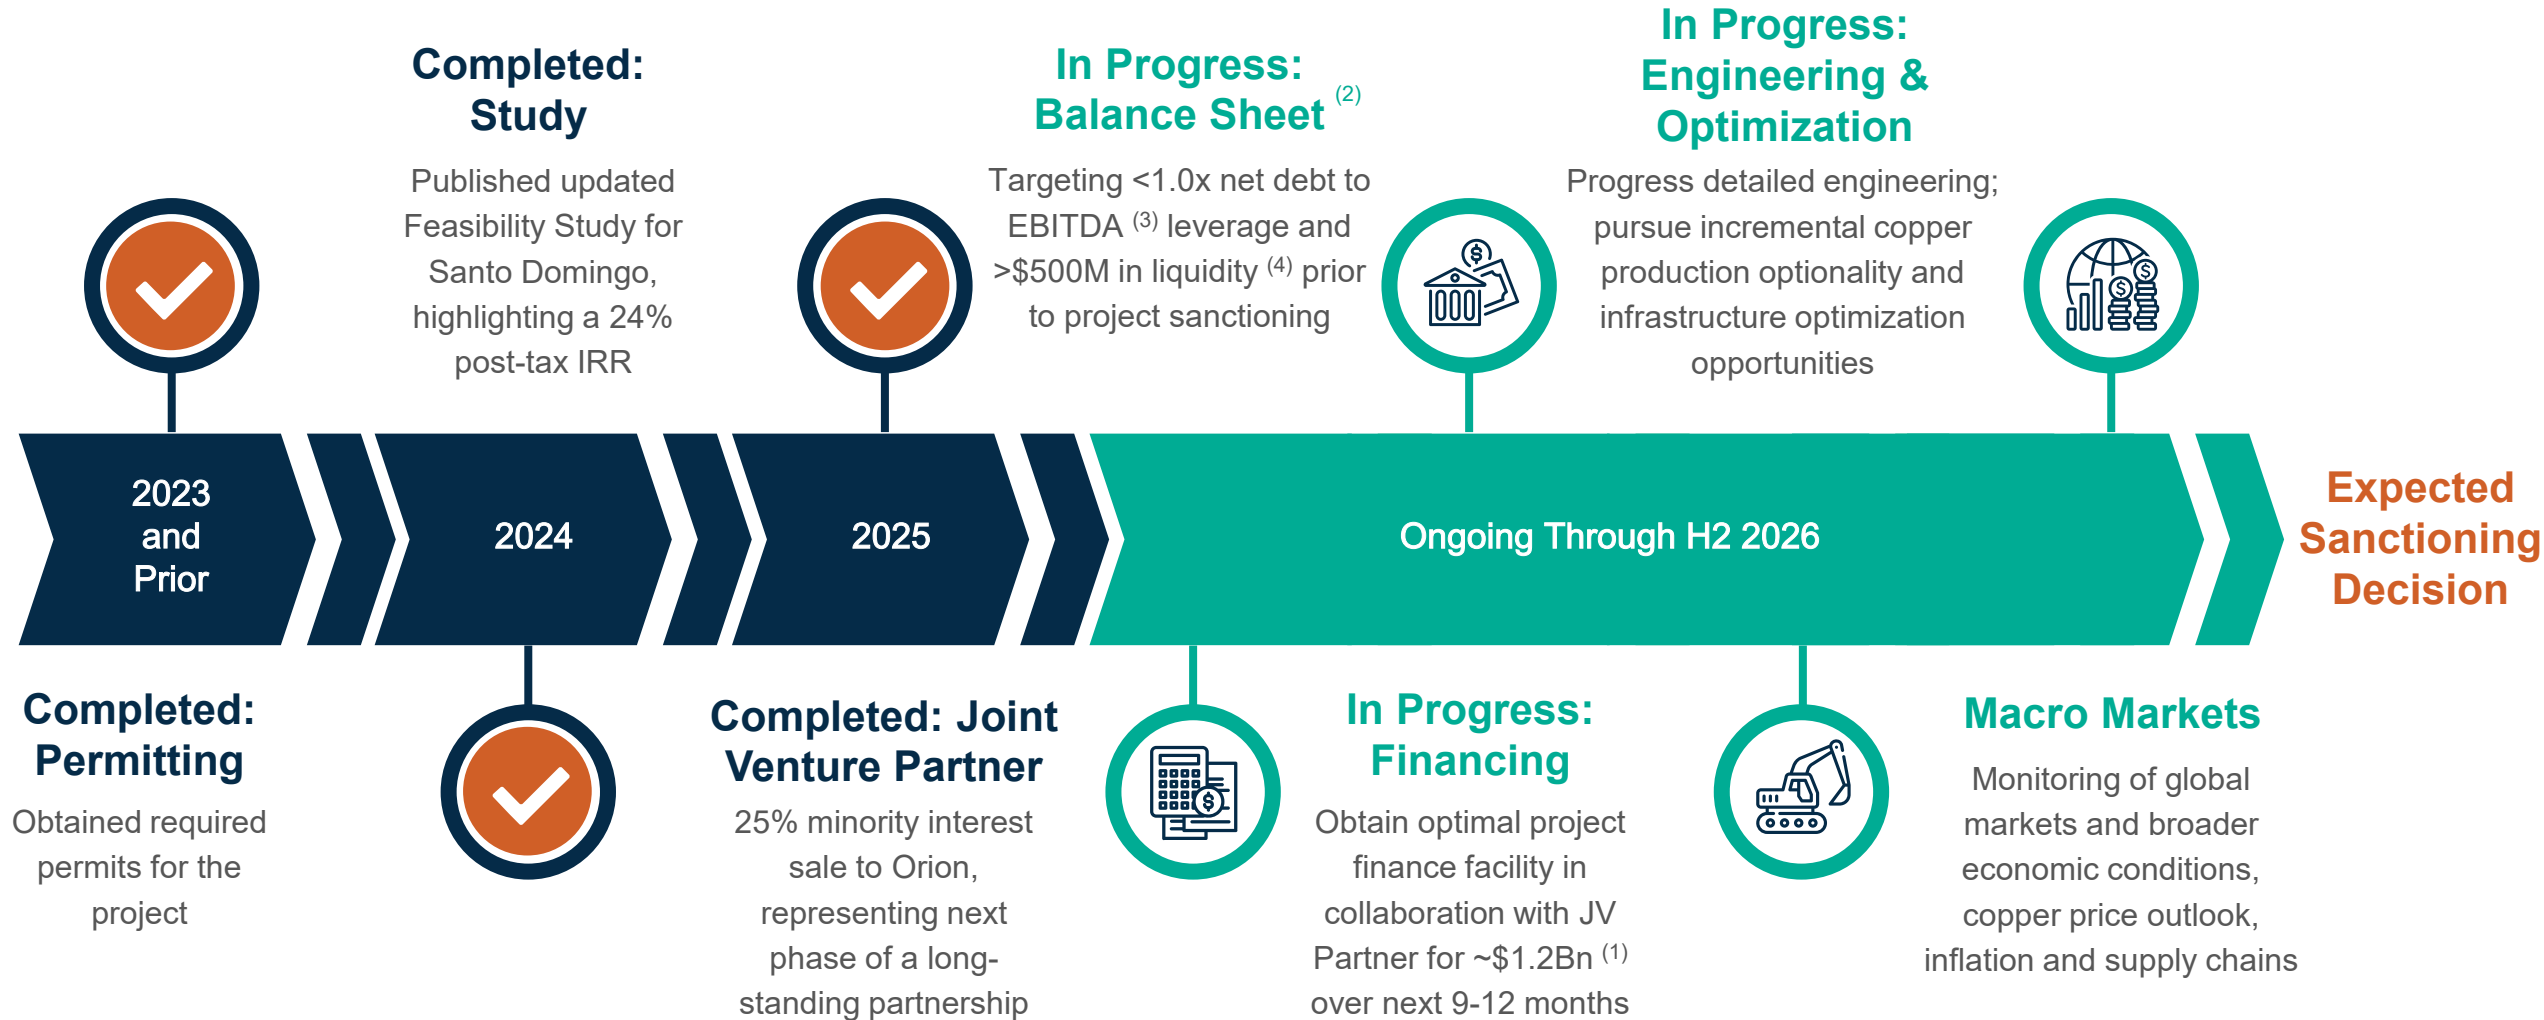 Completed:
Study
Published updated
Feasibility Study for
Santo Domingo,
highlighting a 24%
post-tax IRR
In Progress:
Balance Sheet (2)
Targeting <1.0x net debt to
EBITDA (3) leverage and
>$500M in liquidity (4) prior
to project sanctioning
In Progress:
Engineering &
Optimization
Progress detailed engineering;
pursue incremental copper
production optionality and
infrastructure optimization
opportunities
2023
and
Prior
2024
2025
Ongoing Through H2 2026
Expected
Sanctioning
Decision
Completed:
Permitting
Obtained required
permits for the
project
Completed: Joint
Venture Partner
25% minority interest
sale to Orion,
representing next
phase of a long-
standing partnership
In Progress:
Financing
Obtain optimal project
finance facility in
collaboration with JV
Partner for ~$1.2Bn (1)
over next 9-12 months
Macro Markets
Monitoring of global
markets and broader
economic conditions,
copper price outlook,
inflation and supply chains